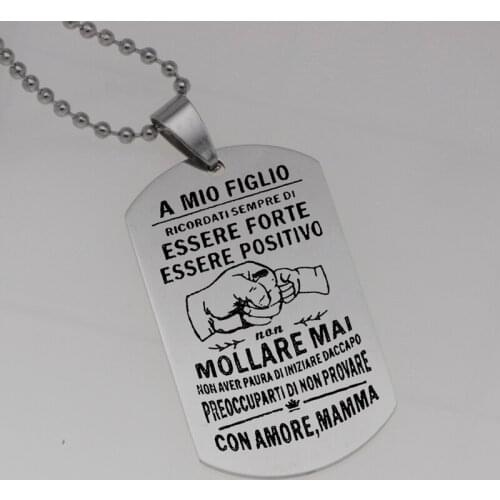 A MIO FIGLIO
RICORDATI SEMPRE DI
ESSERE FORTE
ESSERE POSITIVO
non
MOLLARE MAI
NON AVER PAURA DI INIZIARE DACCAPO
PREOCCUPARTI DI NON PROVARE
CON AMORE, MAMMA